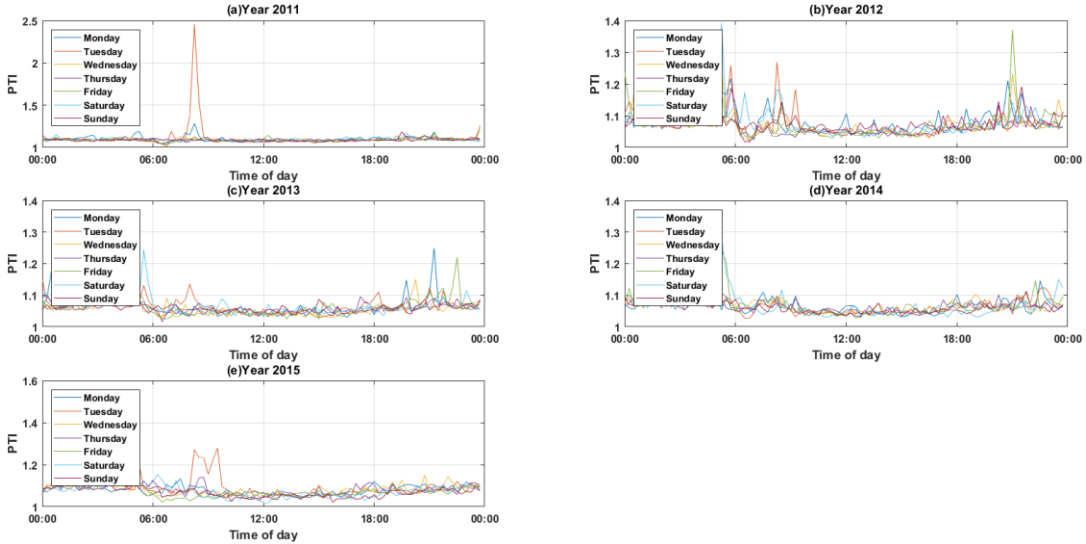 (a)Year 2011
2.5
2
1.5
1
PTI
Monday
Tuesday
Wednesday
Thursday
Friday
Saturday
Sunday
00:00 06:00 12:00 18:00 00:00
Time of day
(b)Year 2012
1.4
1.3
1.2
1.1
1
PTI
Monday
Tuesday
Wednesday
Thursday
Friday
Saturday
Sunday
00:00 06:00 12:00 18:00 00:00
Time of day
(c)Year 2013
1.4
1.3
1.2
1.1
1
PTI
Monday
Tuesday
Wednesday
Thursday
Friday
Saturday
Sunday
00:00 06:00 12:00 18:00 00:00
Time of day
(d)Year 2014
1.4
1.3
1.2
1.1
1
PTI
Monday
Tuesday
Wednesday
Thursday
Friday
Saturday
Sunday
00:00 06:00 12:00 18:00 00:00
Time of day
(e)Year 2015
1.6
1.4
1.2
1
PTI
Monday
Tuesday
Wednesday
Thursday
Friday
Saturday
Sunday
00:00 06:00 12:00 18:00 00:00
Time of day